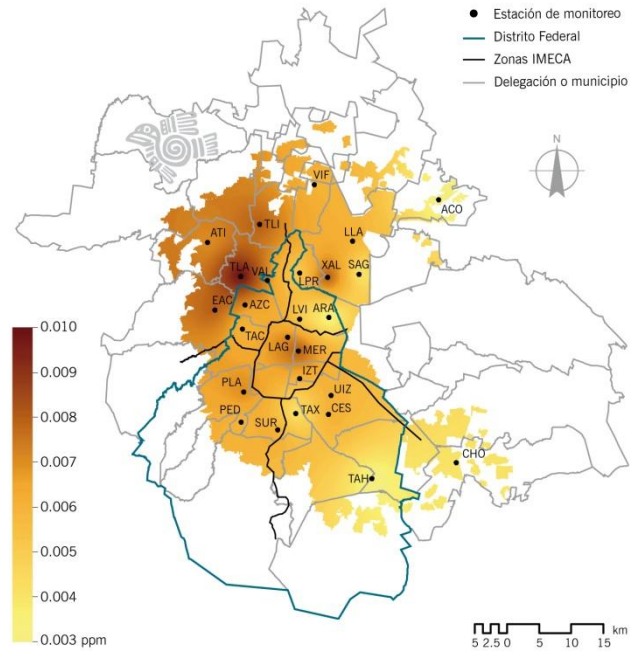 Estación de monitoreo
Distrito Federal
Zonas IMECA
Delegación o municipio
N
VIF
ACO
TLI
ATI
LLA
TLA
VAL
LPR
XAL
SAG
EAC
AZC
LVI
ARA
TAC
LAG
MER
IZT
PLA
UIZ
PED
SUR
TAX
CES
CHO
TAH
0.010
0.009
0.008
0.007
0.006
0.005
0.004
0.003 ppm
km
5 2.5 0 5 10 15